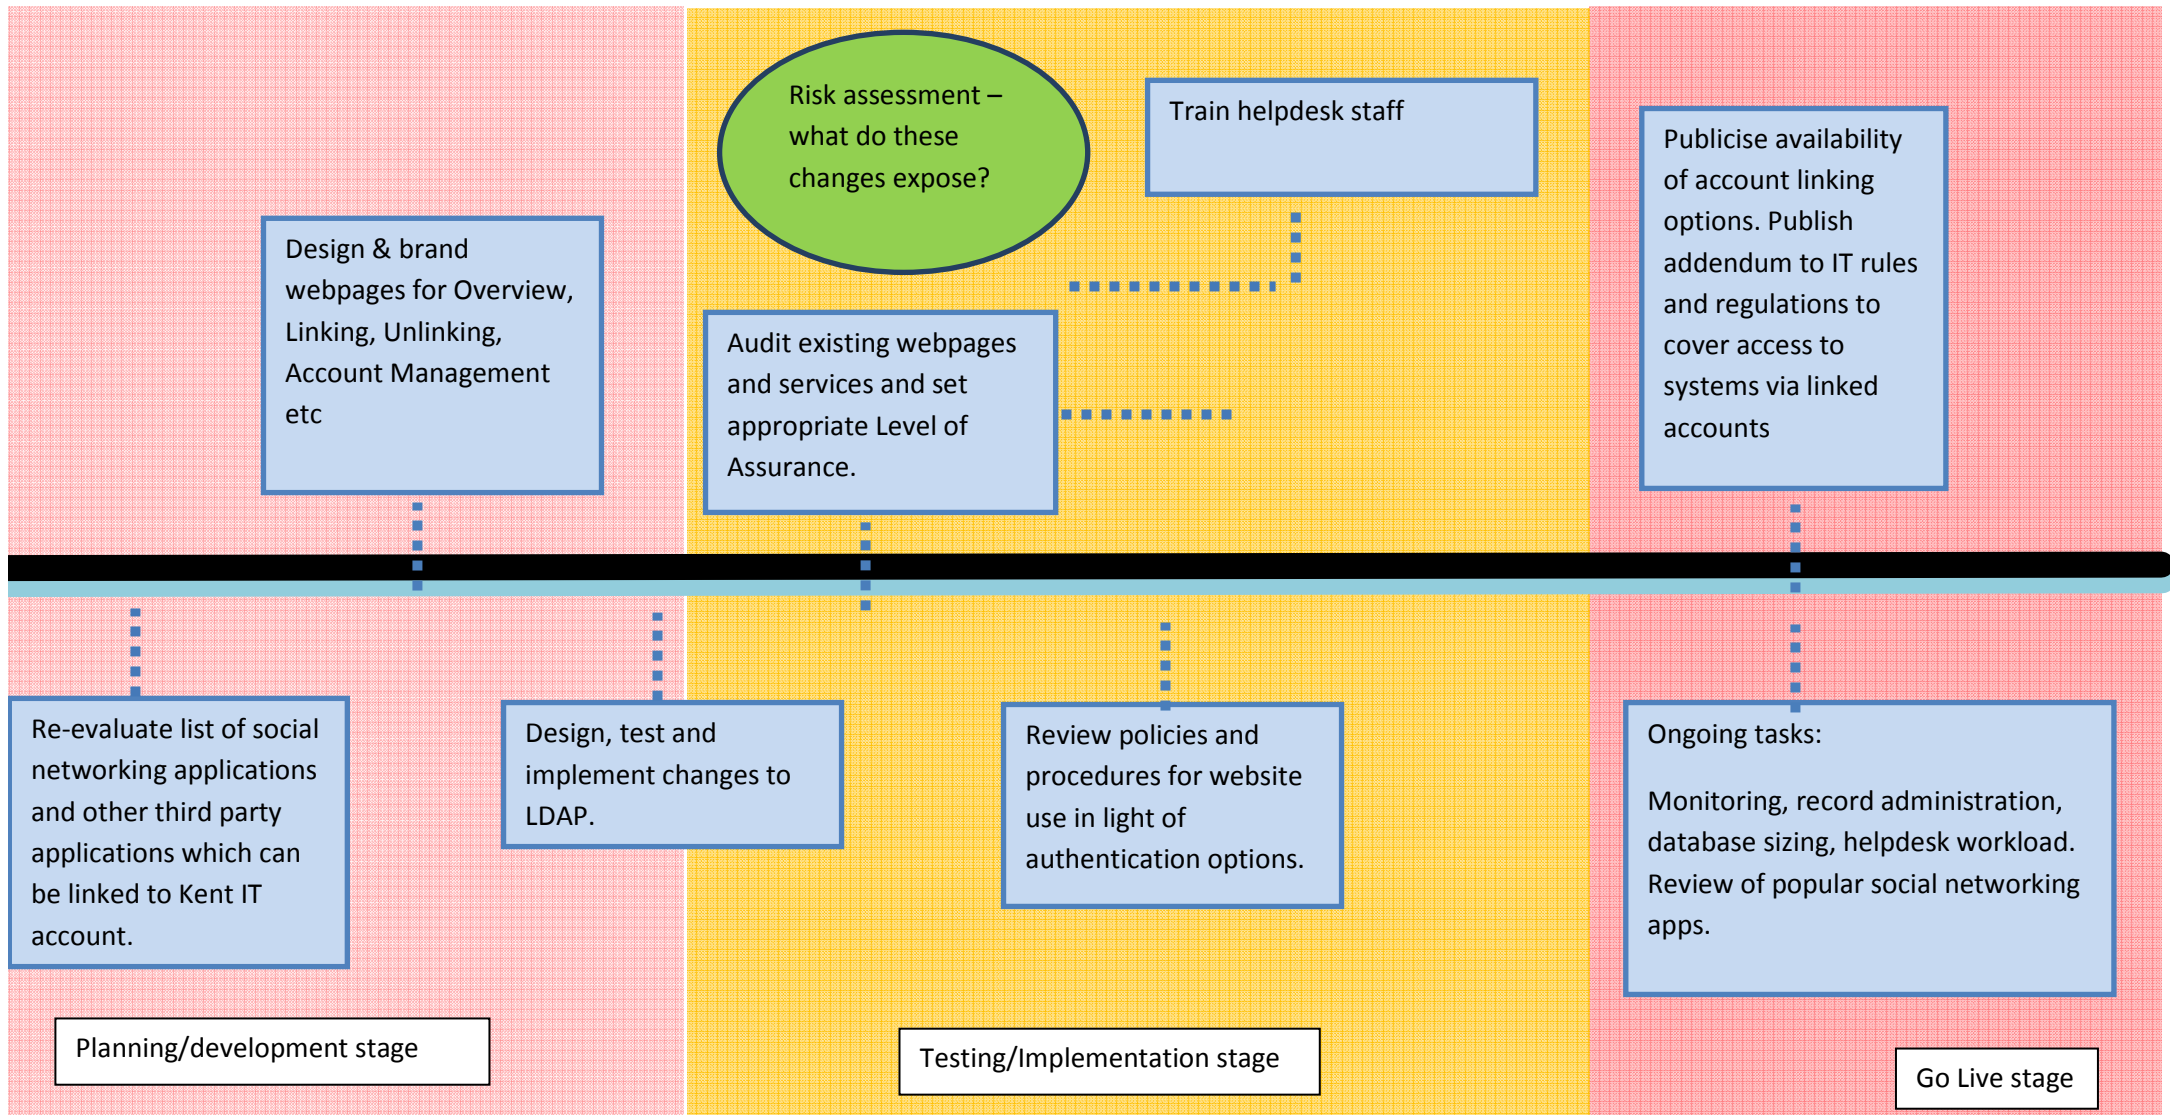 Risk assessment –
what do these
changes expose?
Train helpdesk staff
Publicise availability
of account linking
options. Publish
addendum to IT rules
and regulations to
cover access to
systems via linked
accounts
Design & brand
webpages for Overview,
Linking, Unlinking,
Account Management
etc
Audit existing webpages
and services and set
appropriate Level of
Assurance.
Re-evaluate list of social
networking applications
and other third party
applications which can
be linked to Kent IT
account.
Design, test and
implement changes to
LDAP.
Review policies and
procedures for website
use in light of
authentication options.
Ongoing tasks:
Monitoring, record administration,
database sizing, helpdesk workload.
Review of popular social networking
apps.
Planning/development stage
Testing/Implementation stage
Go Live stage